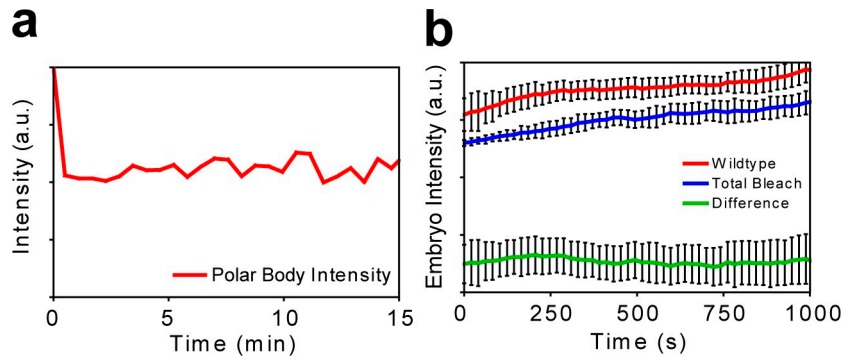 a
Intensity (a.u.)
Polar Body Intensity
0 5 10 15
Time (min)
b
Embryo Intensity (a.u.)
Wildtype
Total Bleach
Difference
0 250 500 750 1000
Time (s)